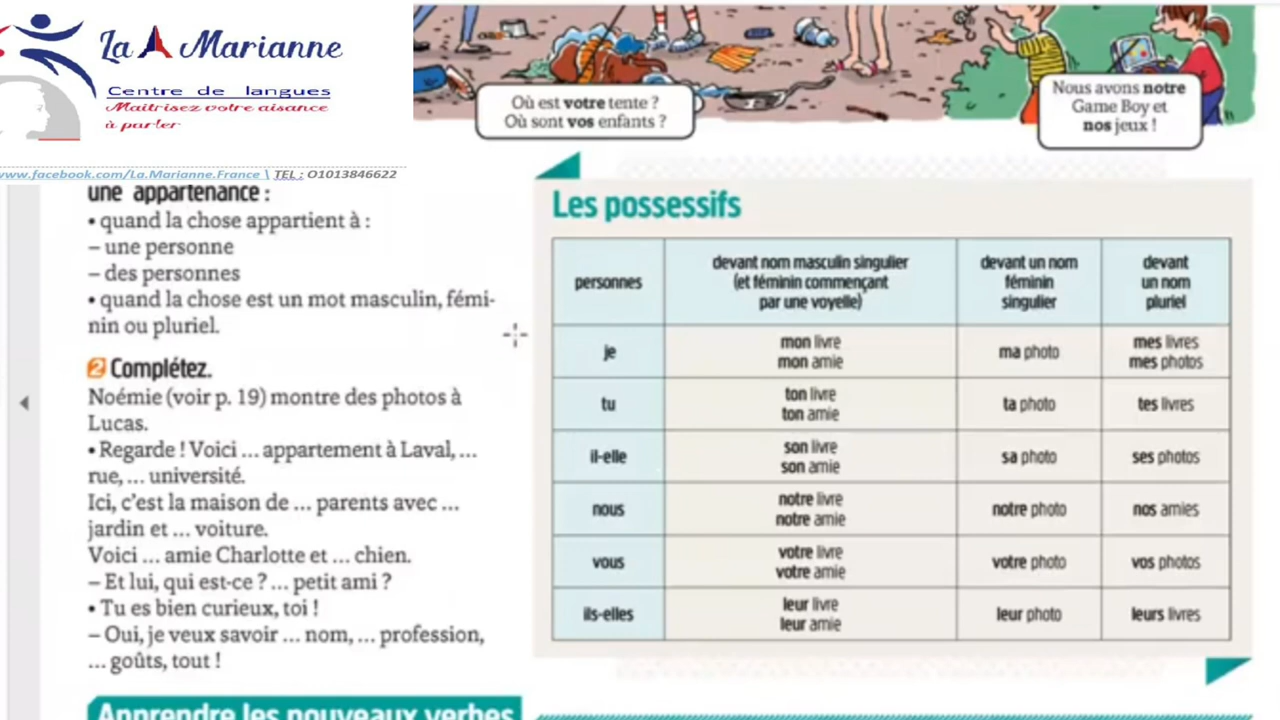 La Marianne
Centre de langues
Maîtrisez votre aisance
à parler
www.facebook.com/La.Marianne.France \ TEL : 01013846622
Où est votre tente ?
Où sont vos enfants ?
Nous avons notre
Game Boy et
nos jeux !
une appartenance :
• quand la chose appartient à :
– une personne
– des personnes
• quand la chose est un mot masculin, fémi-
nin ou pluriel.
2 Complétez.
Noémie (voir p. 19) montre des photos à
Lucas.
• Regarde ! Voici ... appartement à Laval, ...
rue, ... université.
Ici, c'est la maison de ... parents avec ...
jardin et ... voiture.
Voici ... amie Charlotte et ... chien.
– Et lui, qui est-ce ? ... petit ami ?
• Tu es bien curieux, toi !
– Oui, je veux savoir ... nom, ... profession,
... goûts, tout !
Apprendre les nouveaux verbes
Les possessifs
personnes
devant nom masculin singulier
(et féminin commençant
par une voyelle)
devant un nom
féminin
singulier
devant
un nom
pluriel
je
mon livre
mon amie
ma photo
mes livres
mes photos
tu
ton livre
ton amie
ta photo
tes livres
il-elle
son livre
son amie
sa photo
ses photos
nous
notre livre
notre amie
notre photo
nos amies
vous
votre livre
votre amie
votre photo
vos photos
ils-elles
leur livre
leur amie
leur photo
leurs livres